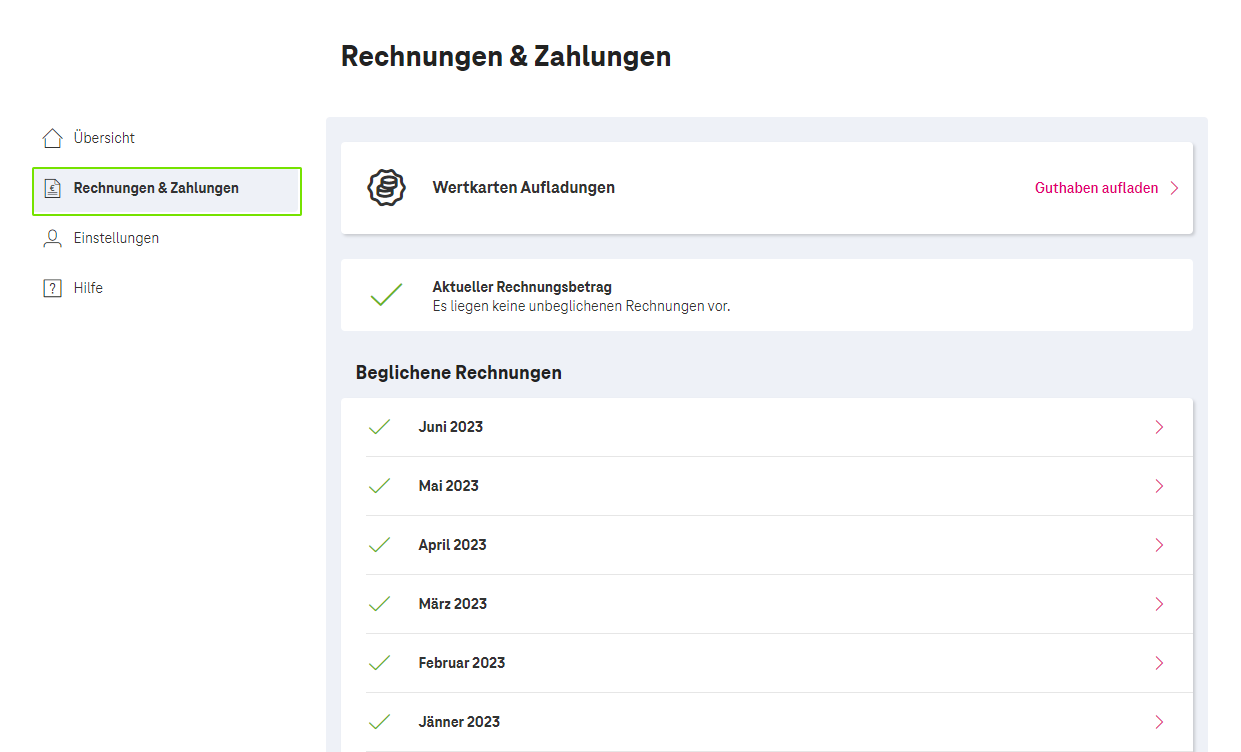 Rechnungen & Zahlungen
Übersicht
Rechnungen & Zahlungen
Einstellungen
Hilfe
Wertkarten Aufladungen
Guthaben aufladen
Aktueller Rechnungsbetrag
Es liegen keine unbeglichenen Rechnungen vor.
Beglichene Rechnungen
Juni 2023
Mai 2023
April 2023
März 2023
Februar 2023
Jänner 2023